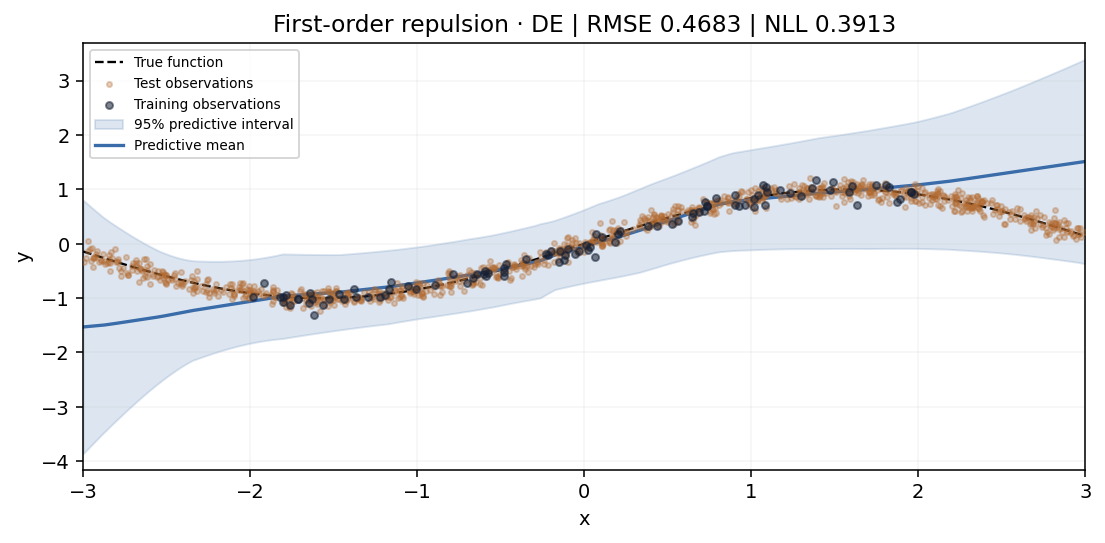 First-order repulsion · DE | RMSE 0.4683 | NLL 0.3913
True function
Test observations
Training observations
95% predictive interval
Predictive mean
y
3
2
1
0
−1
−2
−3
−4
−3
−2
−1
0
1
2
3
x